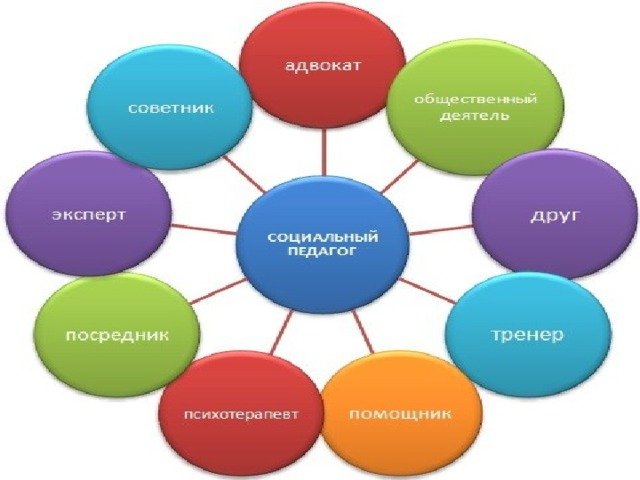 адвокат
общественный
деятель
друг
тренер
помощник
психотерапевт
посредник
эксперт
советник
СОЦИАЛЬНЫЙ
ПЕДАГОГ